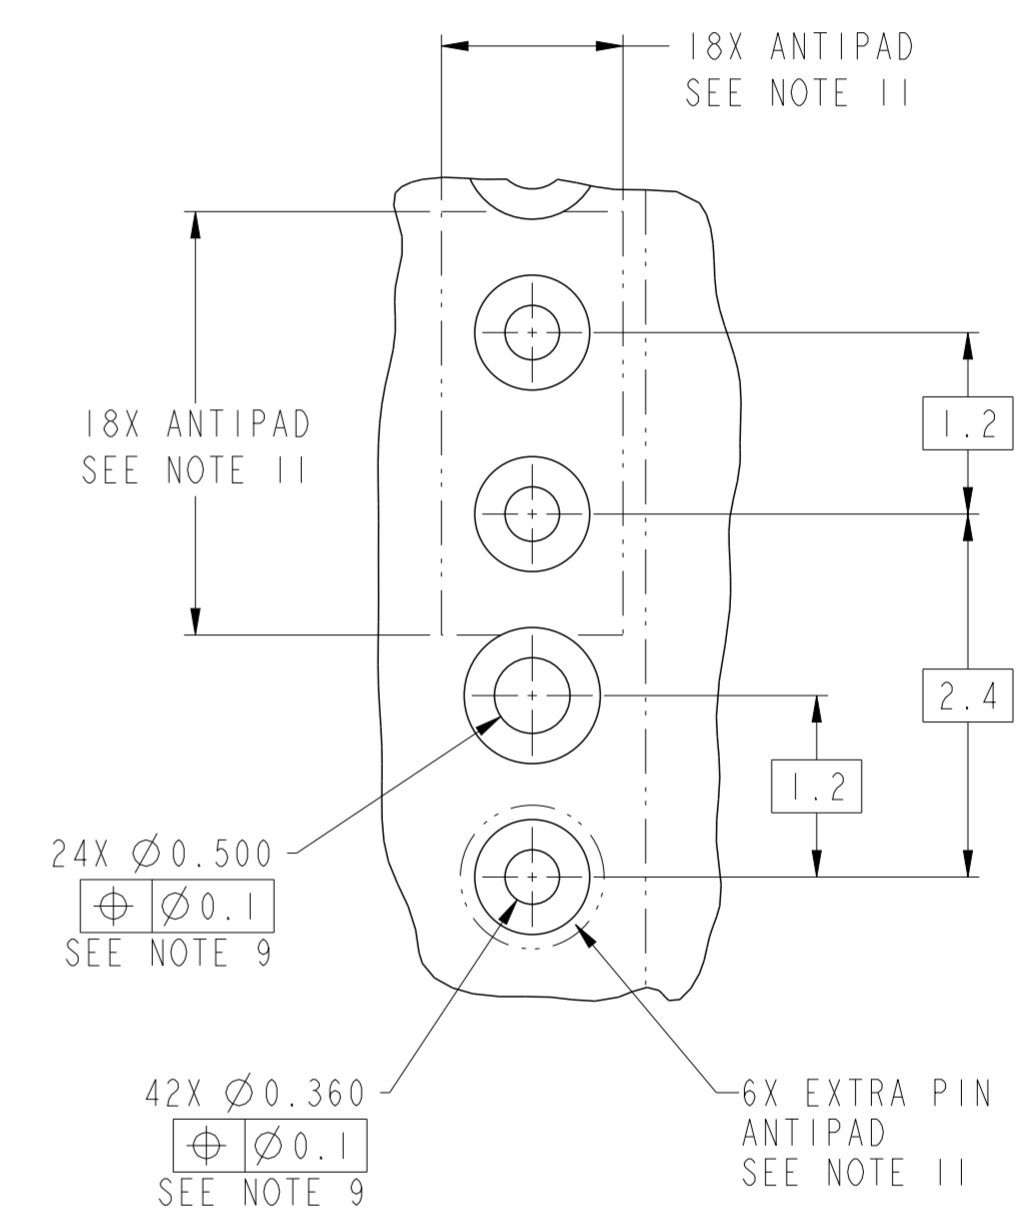 18X ANTIPAD
SEE NOTE 11
18X ANTIPAD
SEE NOTE 11
1.2
2.4
1.2
24X Ø0.500
⌖ Ø0.1
SEE NOTE 9
42X Ø0.360
⌖ Ø0.1
SEE NOTE 9
6X EXTRA PIN
ANTIPAD
SEE NOTE 11